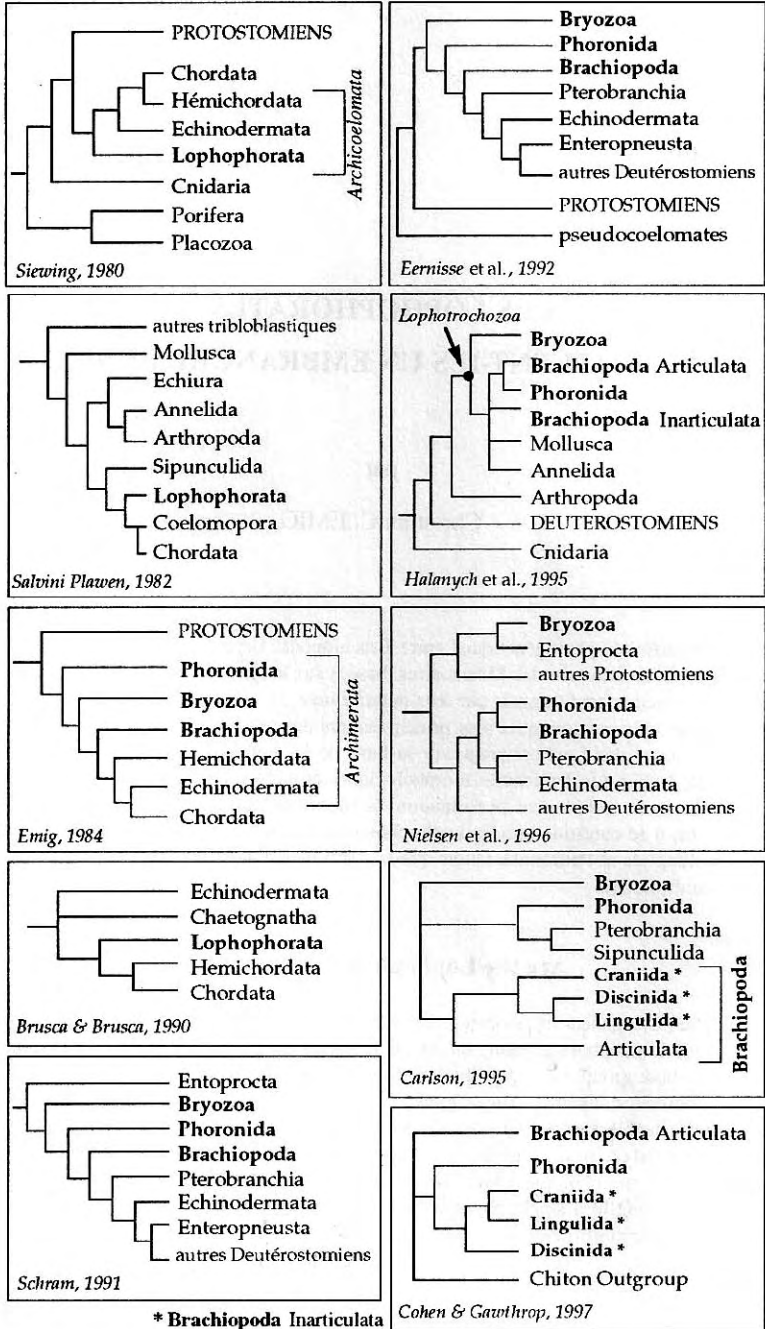 PROTOSTOMIENS
Chordata
Hémichordata
Echinodermata
Lophophorata
Cnidaria
Porifera
Placozoa
Archicoelomata
Siewing, 1980
Bryozoa
Phoronida
Brachiopoda
Pterobranchia
Echinodermata
Enteropneusta
autres Deutérostomiens
PROTOSTOMIENS
pseudocoelomates
Eernisse et al., 1992
autres tribloblastiques
Mollusca
Echiura
Annelida
Arthropoda
Sipunculida
Lophophorata
Coelomopora
Chordata
Salvini Plawen, 1982
Lophotrochozoa
Bryozoa
Brachiopoda Articulata
Phoronida
Brachiopoda Inarticulata
Mollusca
Annelida
Arthropoda
DEUTEROSTOMIENS
Cnidaria
Halanych et al., 1995
PROTOSTOMIENS
Phoronida
Bryozoa
Brachiopoda
Hemichordata
Echinodermata
Chordata
Archimerata
Emig, 1984
Bryozoa
Entoprocta
autres Protostomiens
Phoronida
Brachiopoda
Pterobranchia
Echinodermata
autres Deutérostomiens
Nielsen et al., 1996
Echinodermata
Chaetognatha
Lophophorata
Hemichordata
Chordata
Brusca & Brusca, 1990
Bryozoa
Phoronida
Pterobranchia
Sipunculida
Craniida *
Discinida *
Lingulida *
Articulata
Brachiopoda
Carlson, 1995
Entoprocta
Bryozoa
Phoronida
Brachiopoda
Pterobranchia
Echinodermata
Enteropneusta
autres Deutérostomiens
Schram, 1991
Brachiopoda Articulata
Phoronida
Craniida *
Lingulida *
Discinida *
Chiton Outgroup
Cohen & Gawthrop, 1997
* Brachiopoda Inarticulata